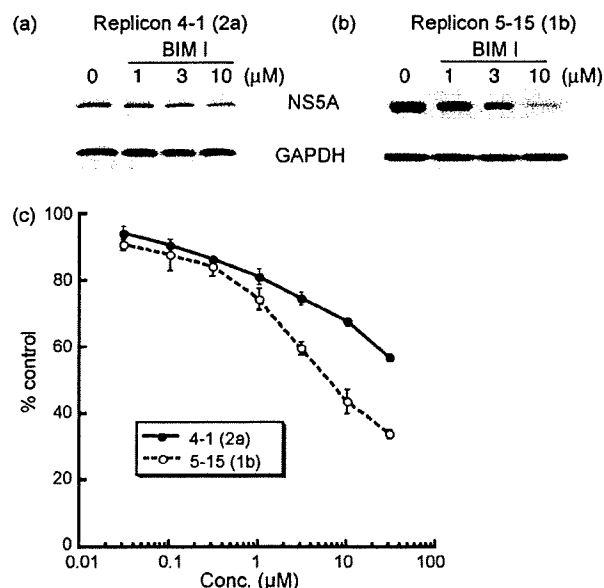 (a) Replicon 4-1 (2a)
BIM I
0 1 3 10 (µM)
(b) Replicon 5-15 (1b)
BIM I
0 1 3 10 (µM)
NS5A
GAPDH
(c)
100
80
60
40
20
0
% control
4-1 (2a)
5-15 (1b)
0.01 0.1 1 10 100
Conc. (µM)